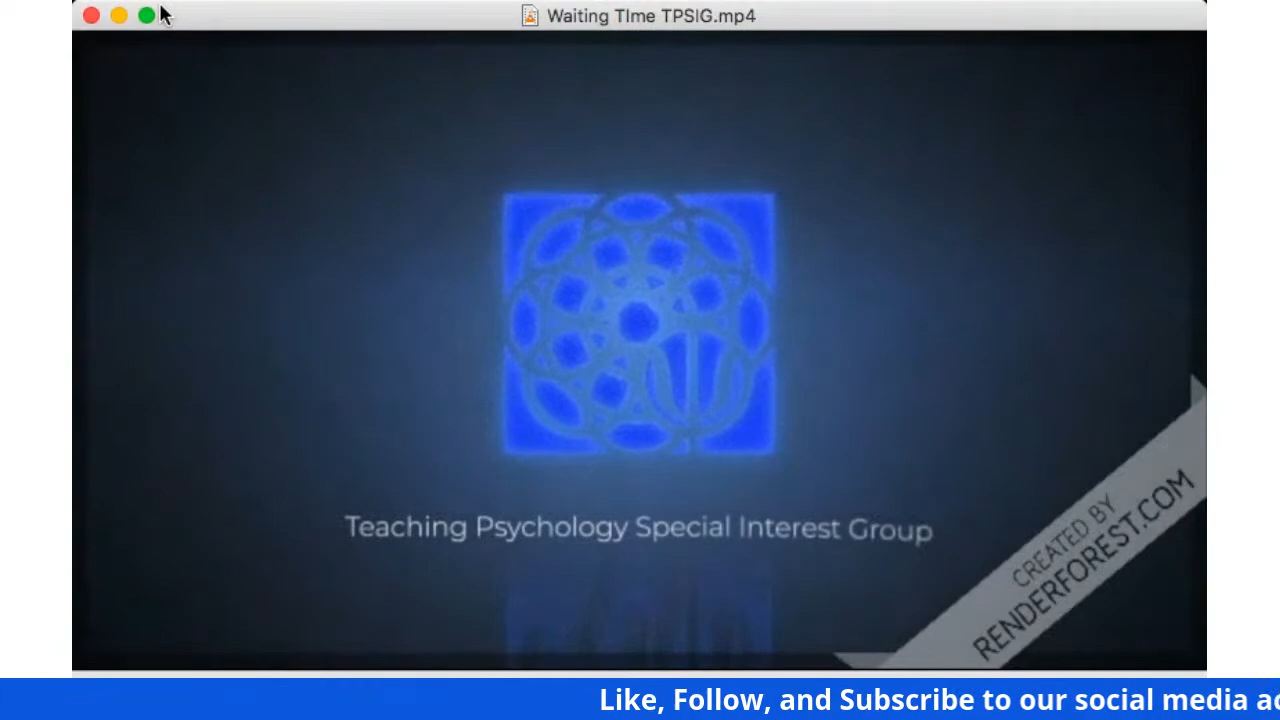 Waiting TIme TPSIG.mp4
Teaching Psychology Special Interest Group
CREATED BY
RENDERFOREST.COM
Like, Follow, and Subscribe to our social media